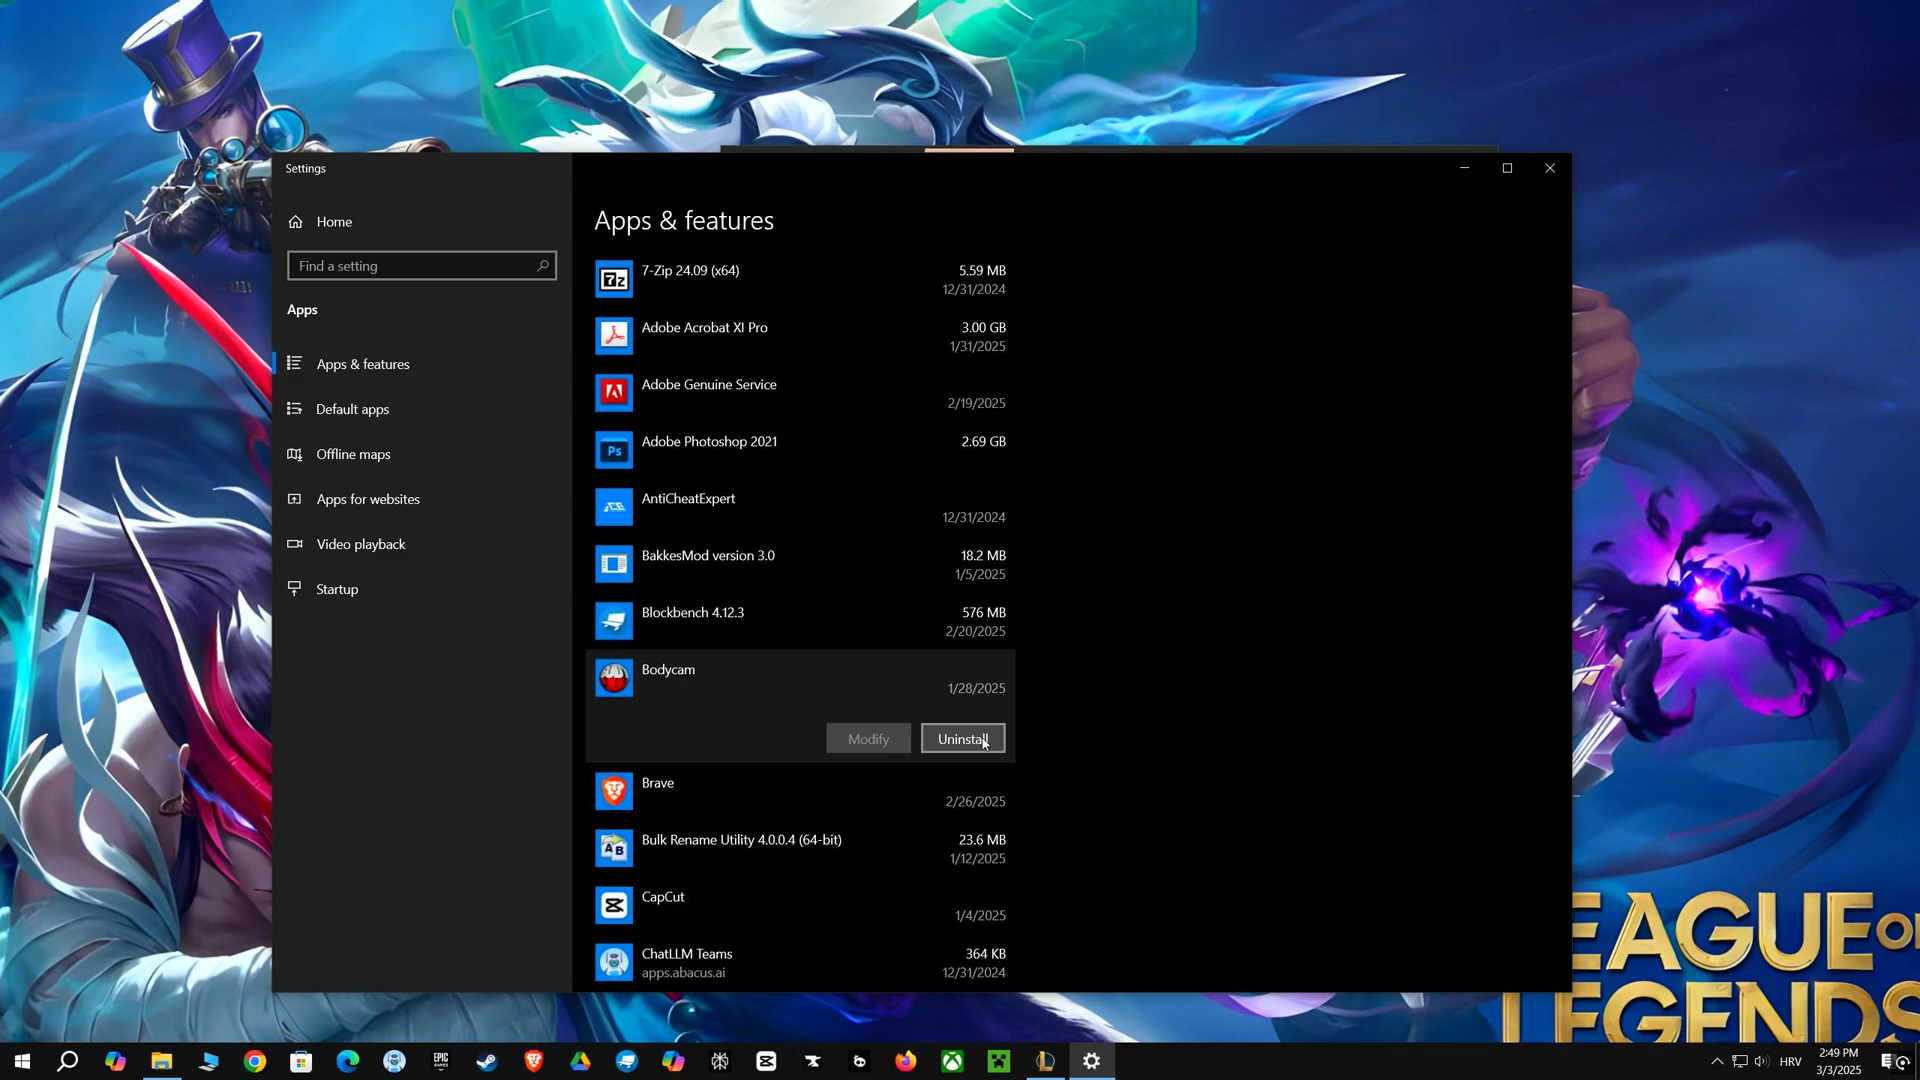 Settings
Home
Find a setting
Apps
Apps & features
Default apps
Offline maps
Apps for websites
Video playback
Startup
Apps & features
7-Zip 24.09 (x64)
5.59 MB
12/31/2024
Adobe Acrobat XI Pro
3.00 GB
1/31/2025
Adobe Genuine Service
2/19/2025
Ps
Adobe Photoshop 2021
2.69 GB
AntiCheatExpert
12/31/2024
BakkesMod version 3.0
18.2 MB
1/5/2025
Blockbench 4.12.3
576 MB
2/20/2025
Bodycam
1/28/2025
Modify
Uninstall
Brave
2/26/2025
Bulk Rename Utility 4.0.0.4 (64-bit)
23.6 MB
1/12/2025
CapCut
1/4/2025
ChatLLM Teams
364 KB
apps.abacus.ai
12/31/2024
EAGUE OF
LEGENDS
EPIC
GAMES
HRV
2:49 PM
3/3/2025